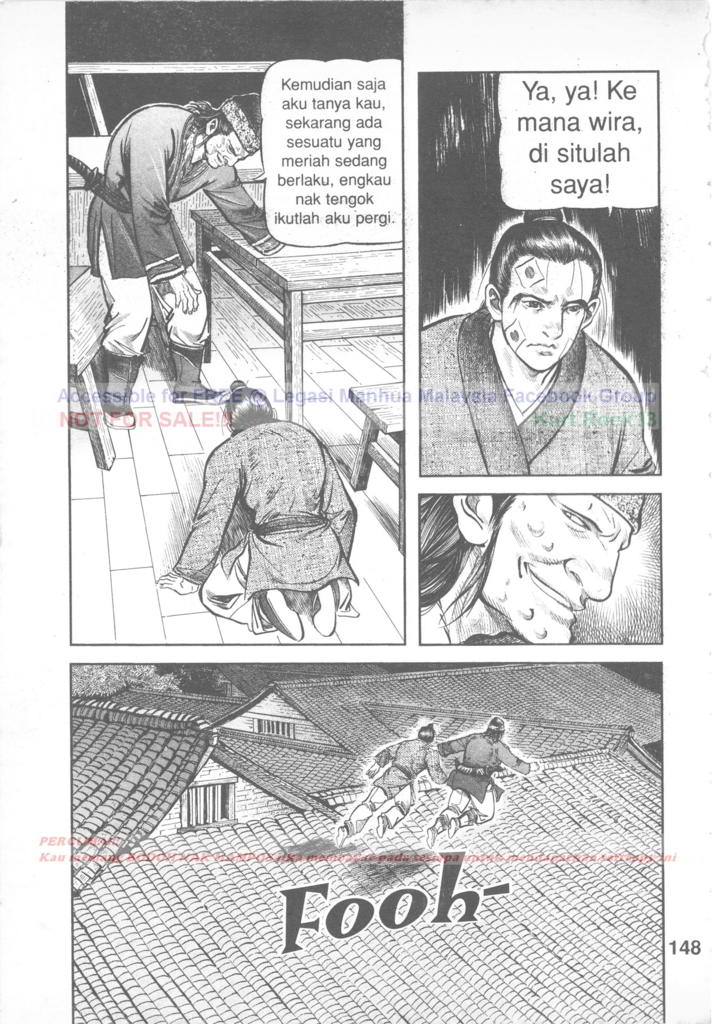 Kemudian saja
aku tanya kau,
sekarang ada
sesuatu yang
meriah sedang
berlaku, engkau
nak tengok
ikutlah aku pergi.
Ya, ya! Ke
mana wira,
di situlah
saya!
Accessible for FREE @ Legasi Manhua Malaysia Facebook Group
NOT FOR SALE!!!
Fooh-
148